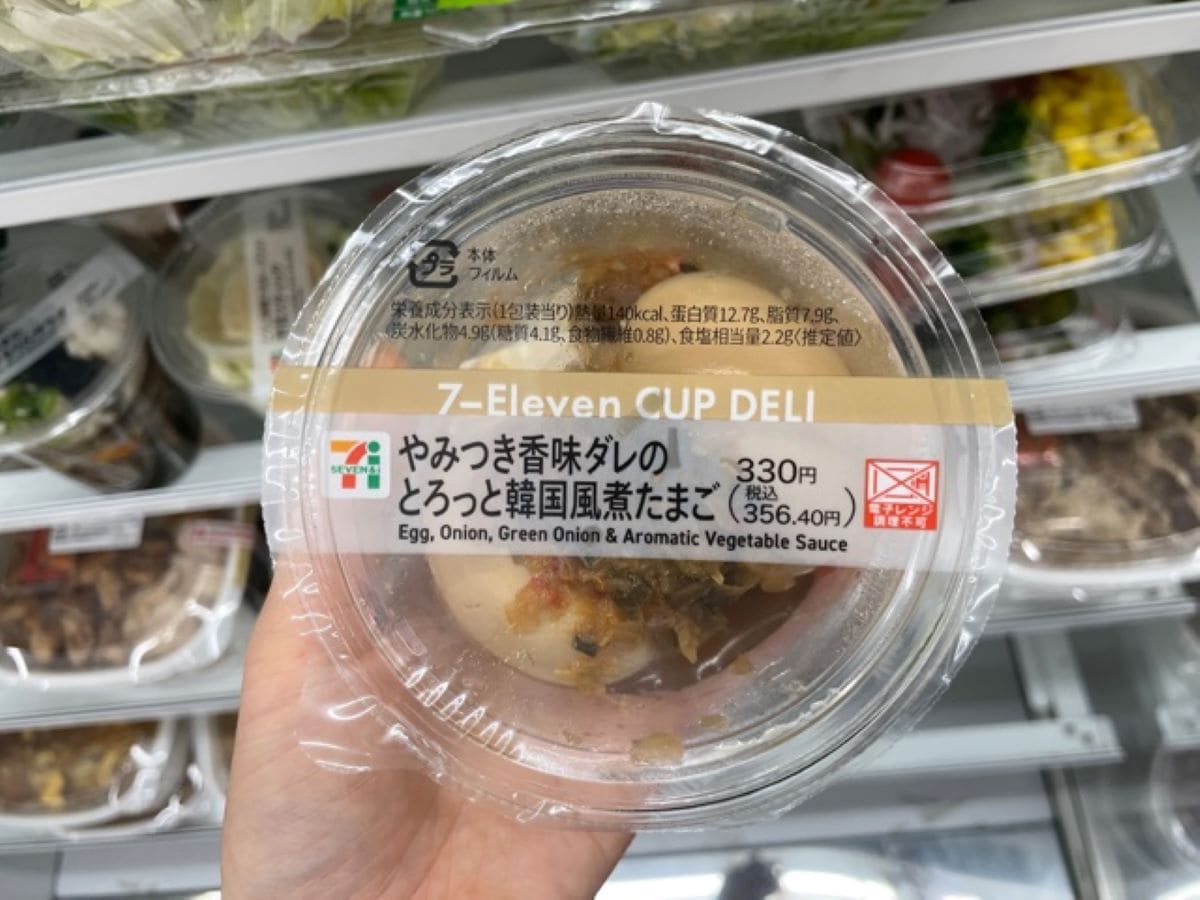 プラ
本体
フィルム
栄養成分表示(1包装当り)熱量140kcal、蛋白質12.7g、脂質7.9g、
炭水化物4.9g(糖質4.1g、食物繊維0.8g)、食塩相当量2.2g〈推定値〉
7-Eleven CUP DELI
SEVEN&i
やみつき香味ダレの
とろっと韓国風煮たまご
330円
(税込
356.40円)
電子レンジ
調理不可
Egg, Onion, Green Onion & Aromatic Vegetable Sauce